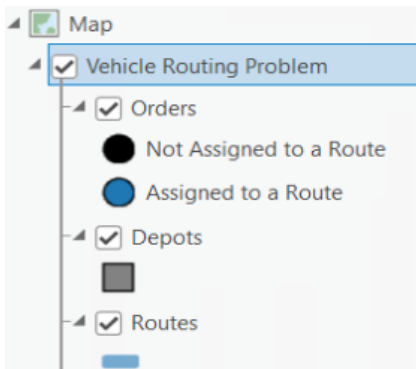 Map
Vehicle Routing Problem
Orders
Not Assigned to a Route
Assigned to a Route
Depots
Routes